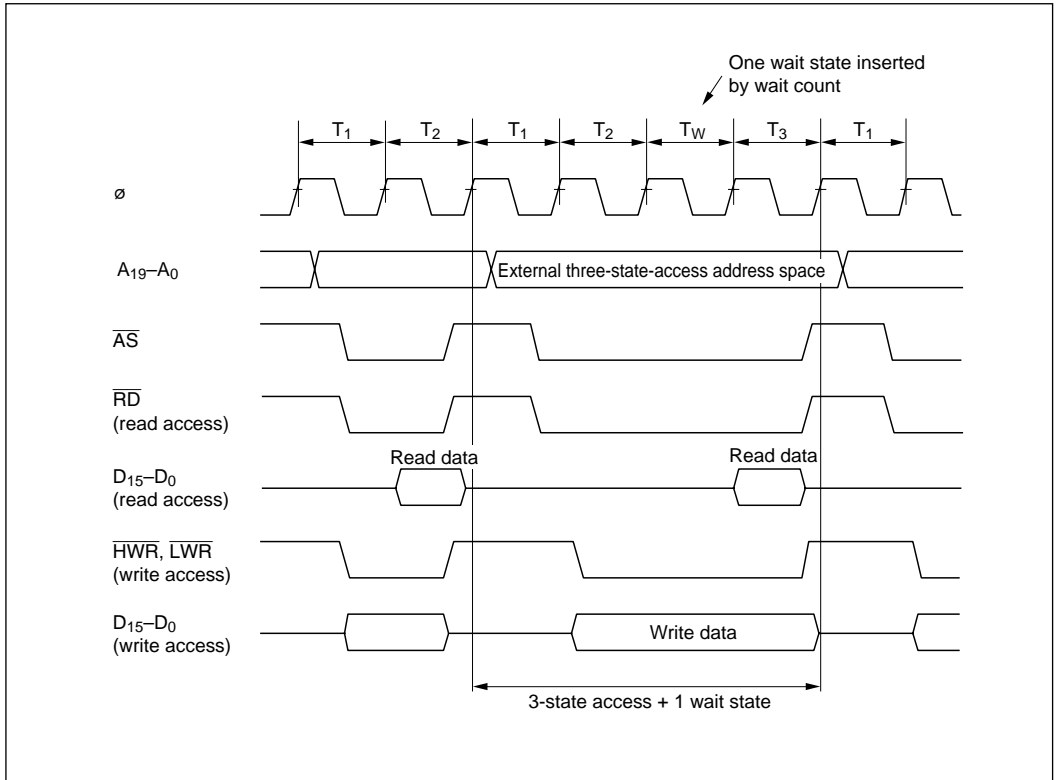 One wait state inserted
by wait count
T1 T2 T1 T2 TW T3 T1
ø
A19–A0 External three-state-access address space
AS
RD
(read access)
Read data Read data
D15–D0
(read access)
HWR, LWR
(write access)
D15–D0
(write access)
Write data
3-state access + 1 wait state